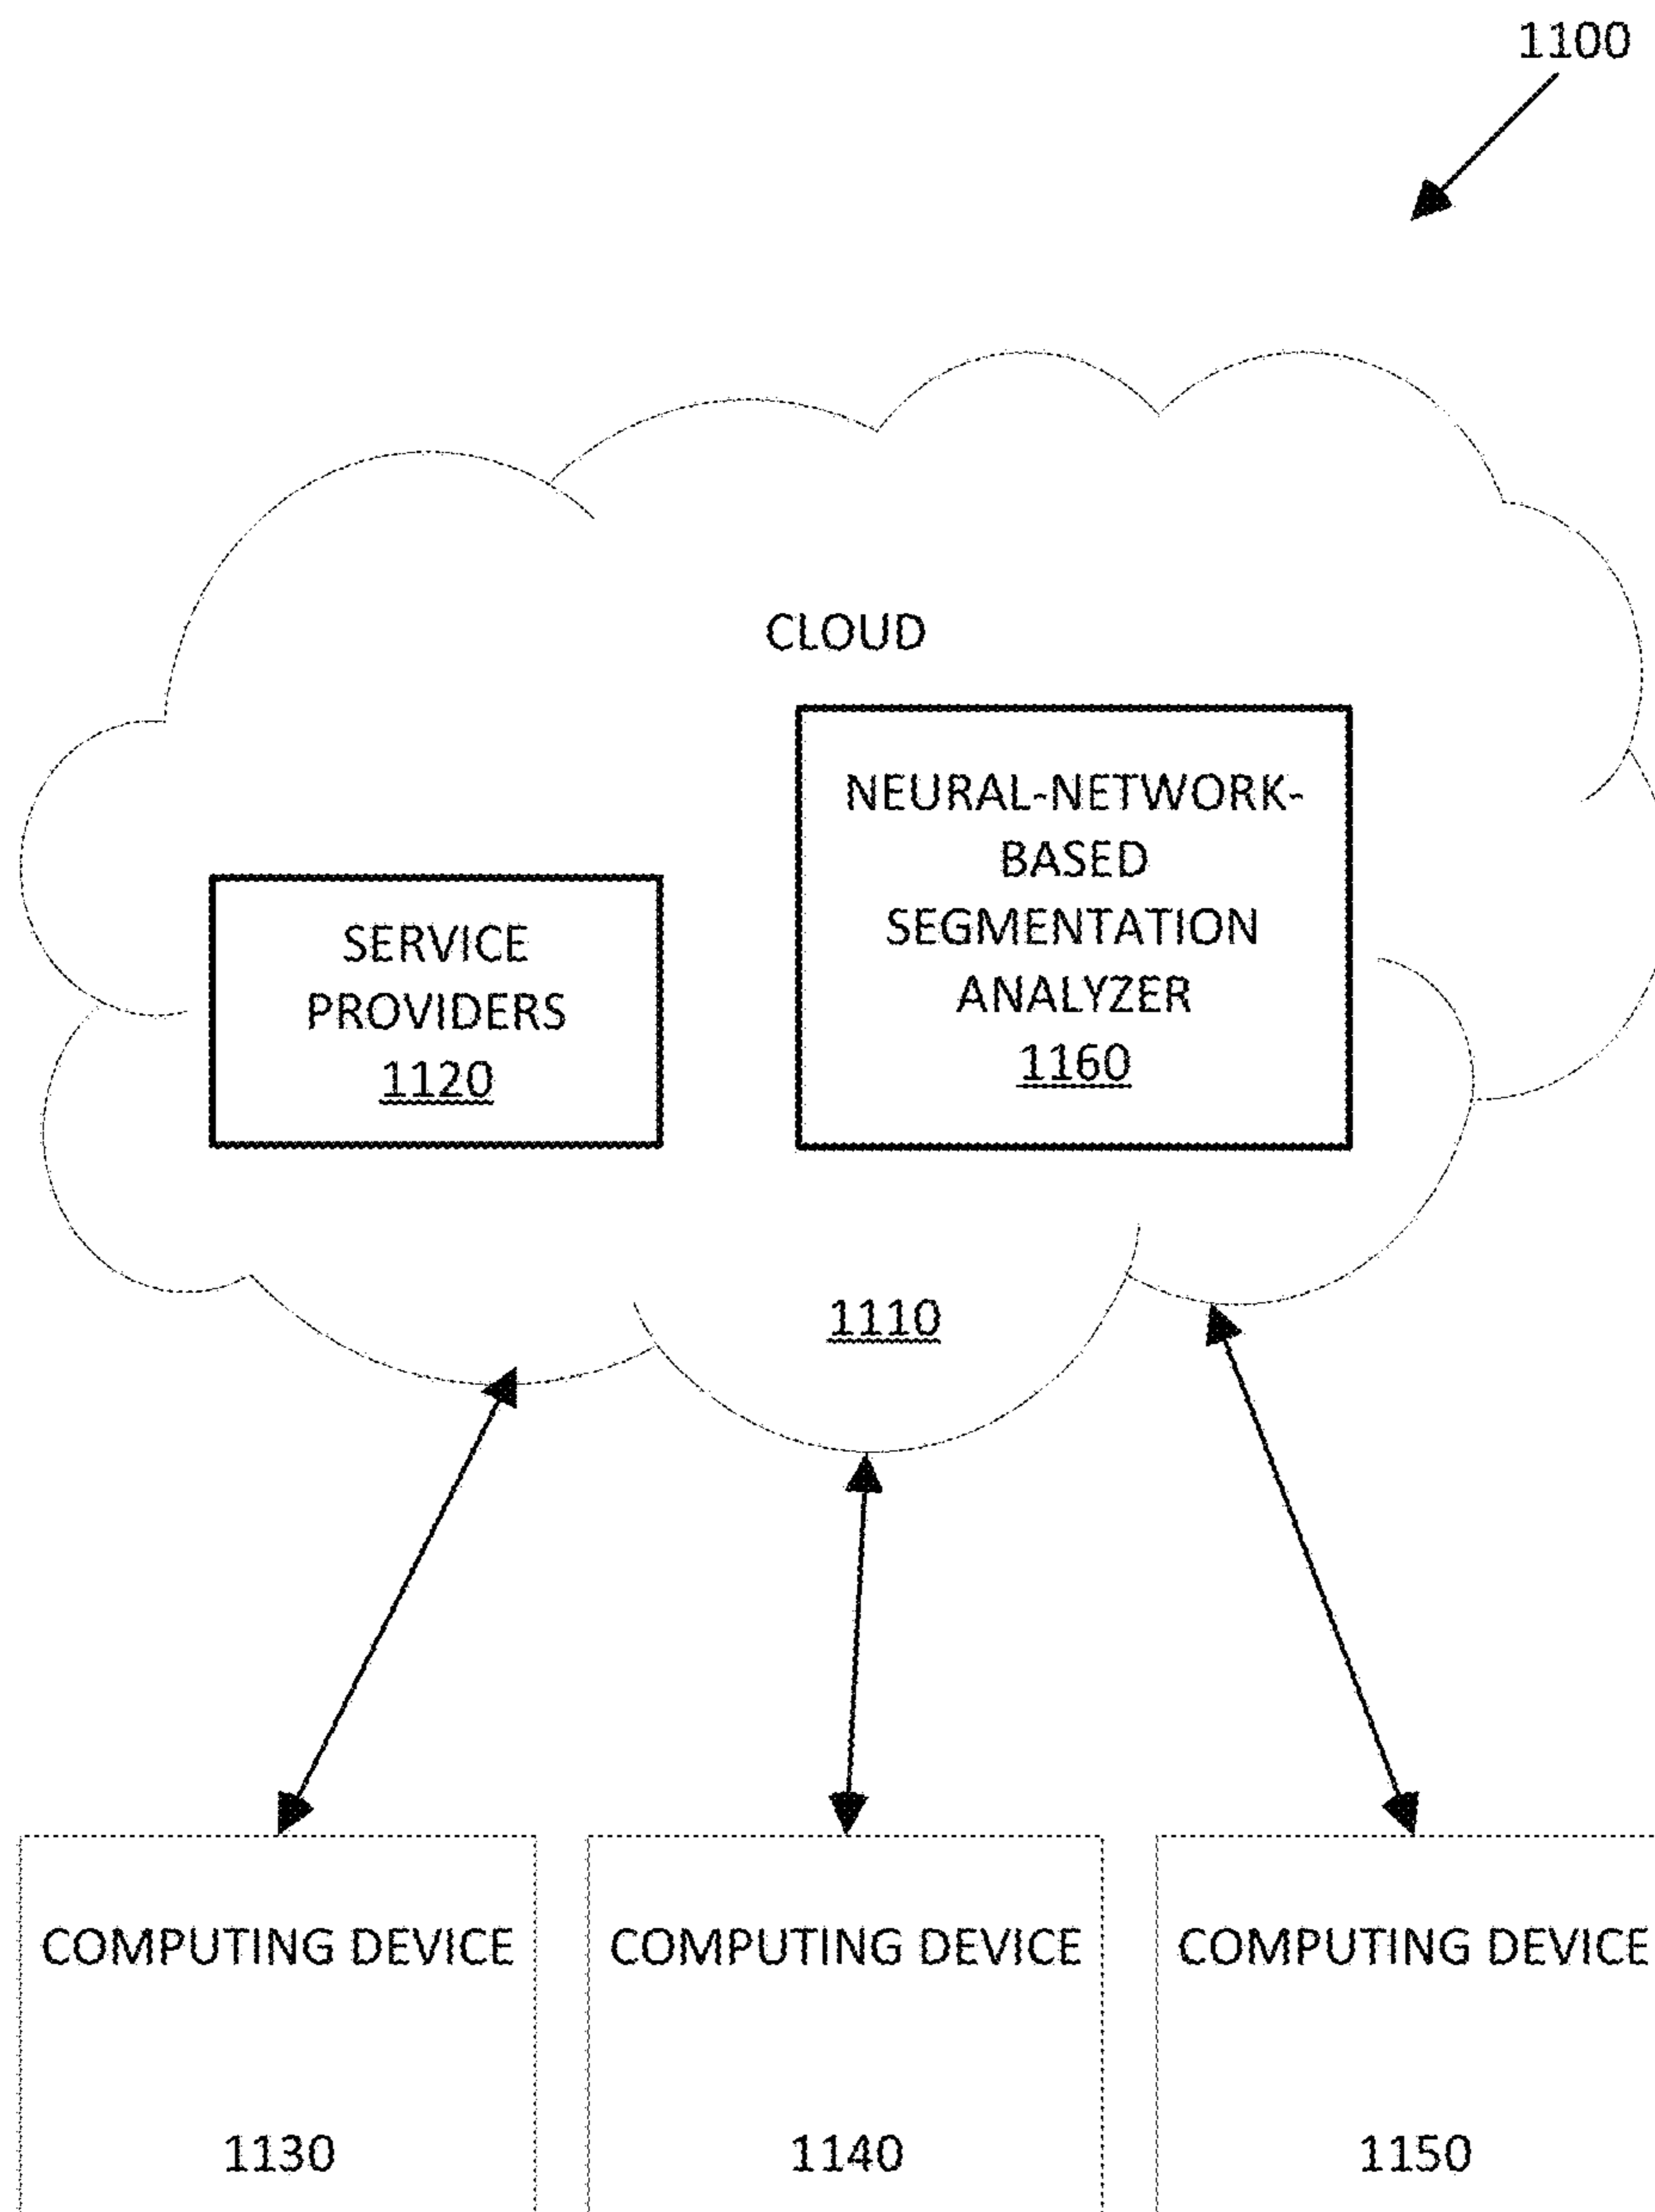 1100
CLOUD
NEURAL-NETWORK-
BASED
SEGMENTATION
ANALYZER
1160
SERVICE
PROVIDERS
1120
1110
COMPUTING DEVICE
1130
COMPUTING DEVICE
1140
COMPUTING DEVICE
1150